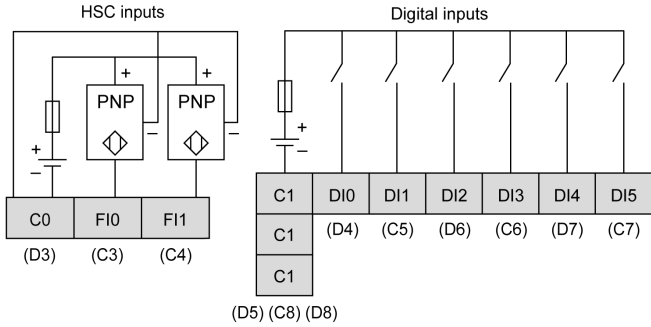 HSC inputs
Digital inputs
+ +
PNP PNP
− −
+
−
+
−
C0 FI0 FI1
(D3) (C3) (C4)
C1 DI0 DI1 DI2 DI3 DI4 DI5
(D4) (C5) (D6) (C6) (D7) (C7)
C1
C1
(D5) (C8) (D8)